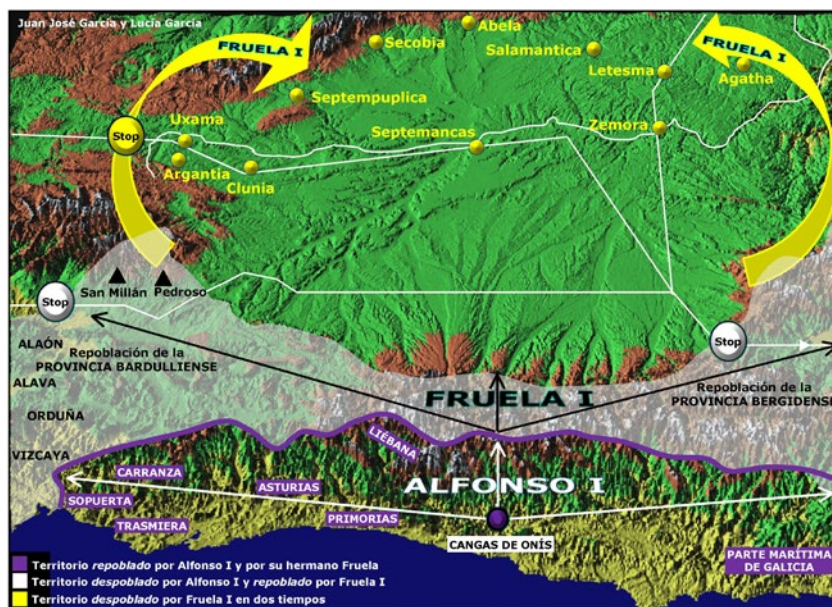 Juan José García y Lucía García
FRUELA I
Secobia
Abela
Salamantica
FRUELA I
Letesma
Agatha
Septempuplica
Stop
Uxama
Septemancas
Zemora
Argantia
Clunia
San Millán
Pedroso
Stop
Stop
Repoblación de la
PROVINCIA BARDULLIENSE
ALAÓN
ALAVA
ORDUÑA
VIZCAYA
FRUELA I
Repoblación de la
PROVINCIA BERGIDENSE
LIÉBANA
CARRANZA
ASTURIAS
ALFONSO I
SOPUERTA
TRASMIERA
PRIMORIAS
CANGAS DE ONÍS
PARTE MARÍTIMA
DE GALICIA
Territorio repoblado por Alfonso I y por su hermano Fruela
Territorio despoblado por Alfonso I y repoblado por Fruela I
Territorio despoblado por Fruela I en dos tiempos